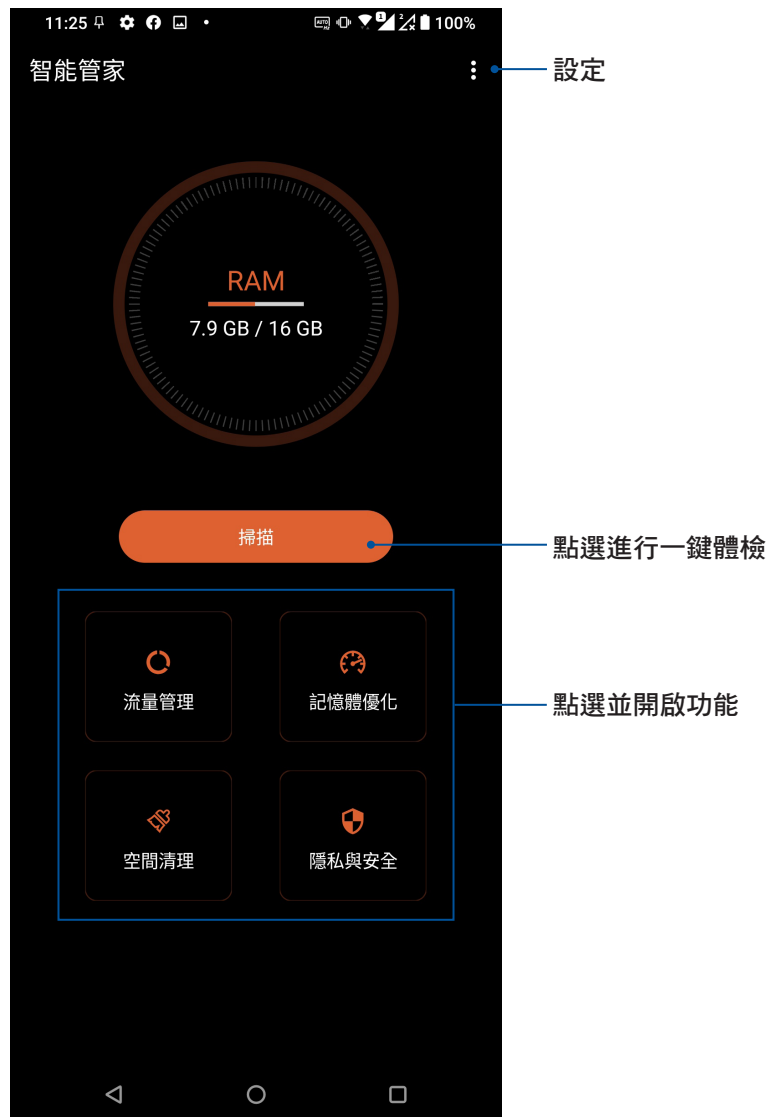 11:25
100%
智能管家
設定
RAM
7.9 GB / 16 GB
掃描
點選進行一鍵體檢
流量管理
記憶體優化
點選並開啟功能
空間清理
隱私與安全